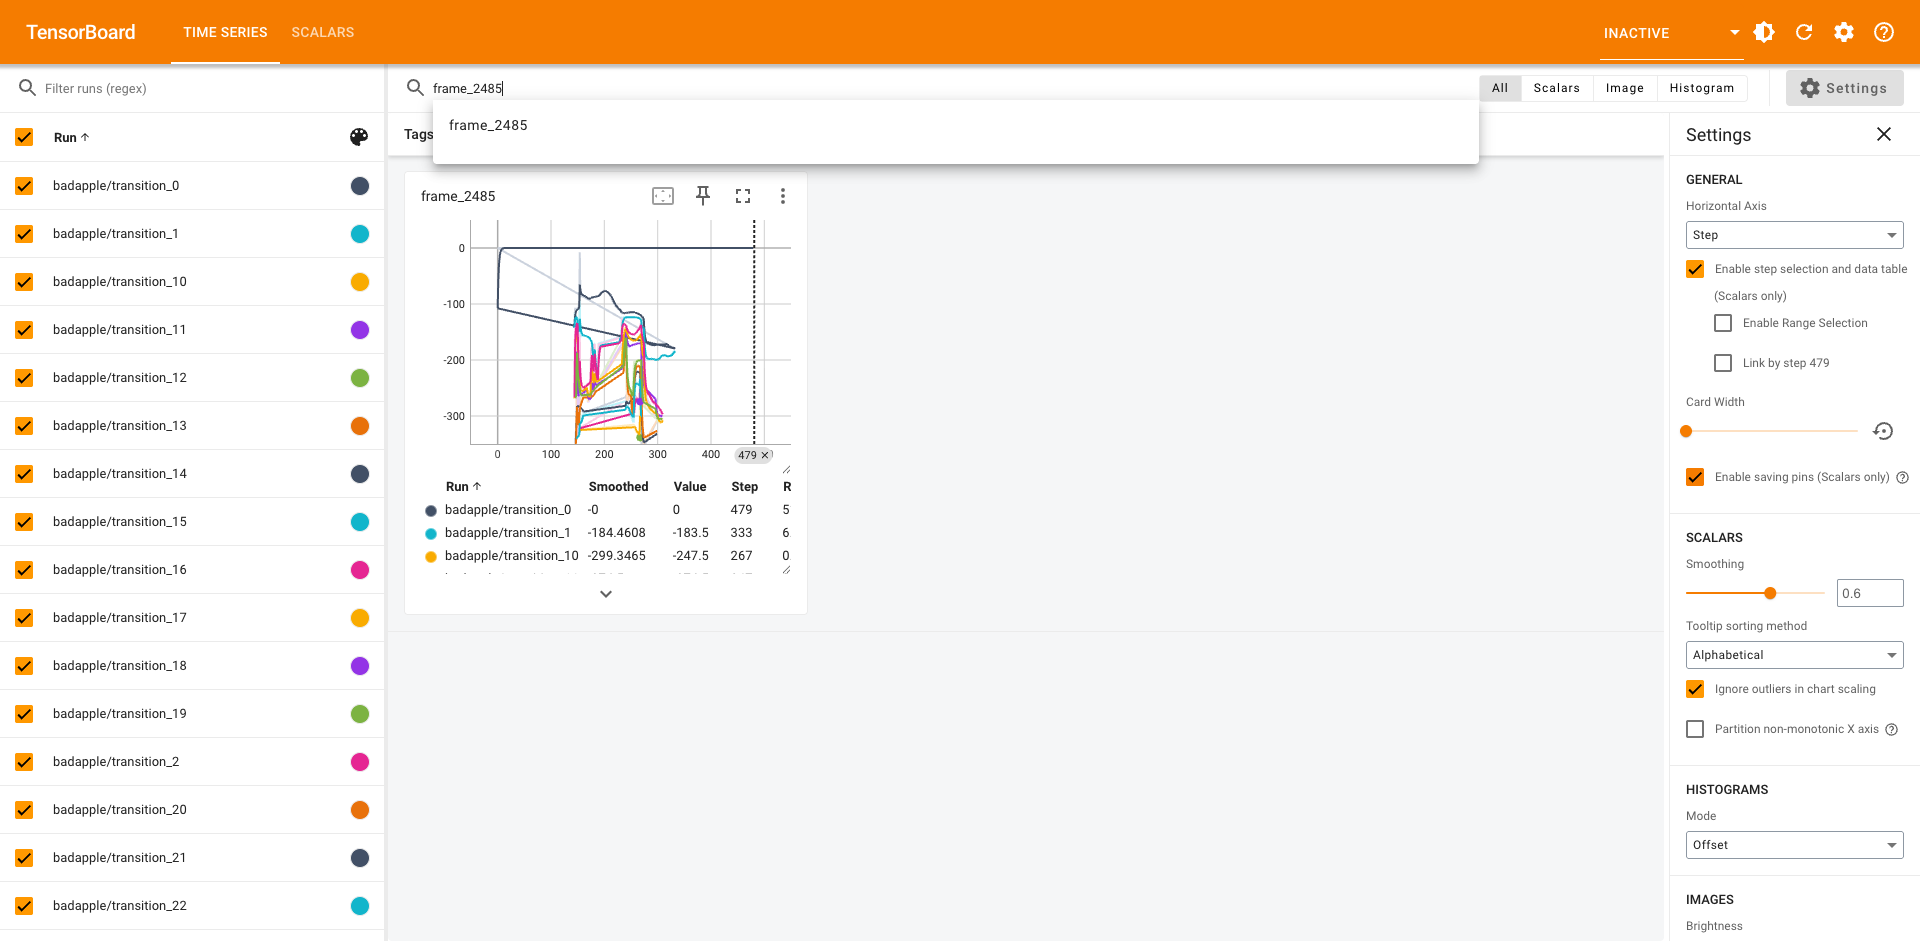 TensorBoard
TIME SERIES
SCALARS
INACTIVE
Filter runs (regex)
frame_2485
All
Scalars
Image
Histogram
Settings
frame_2485
Run
Tags
Settings
badapple/transition_0
badapple/transition_1
badapple/transition_10
badapple/transition_11
badapple/transition_12
badapple/transition_13
badapple/transition_14
badapple/transition_15
badapple/transition_16
badapple/transition_17
badapple/transition_18
badapple/transition_19
badapple/transition_2
badapple/transition_20
badapple/transition_21
badapple/transition_22
frame_2485
0
-100
-200
-300
0 100 200 300 400 479
Run Smoothed Value Step R
badapple/transition_0 -0 0 479 5
badapple/transition_1 -184.4608 -183.5 333 6
badapple/transition_10 -299.3465 -247.5 267 0
GENERAL
Horizontal Axis
Step
Enable step selection and data table
(Scalars only)
Enable Range Selection
Link by step 479
Card Width
Enable saving pins (Scalars only)
SCALARS
Smoothing
0.6
Tooltip sorting method
Alphabetical
Ignore outliers in chart scaling
Partition non-monotonic X axis
HISTOGRAMS
Mode
Offset
IMAGES
Brightness